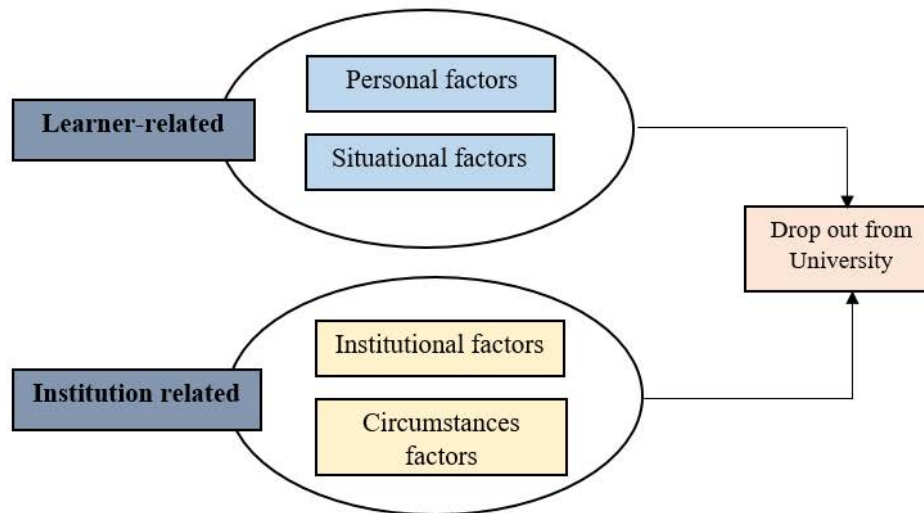 Personal factors
Learner-related
Situational factors
Drop out from
University
Institutional factors
Institution related
Circumstances
factors